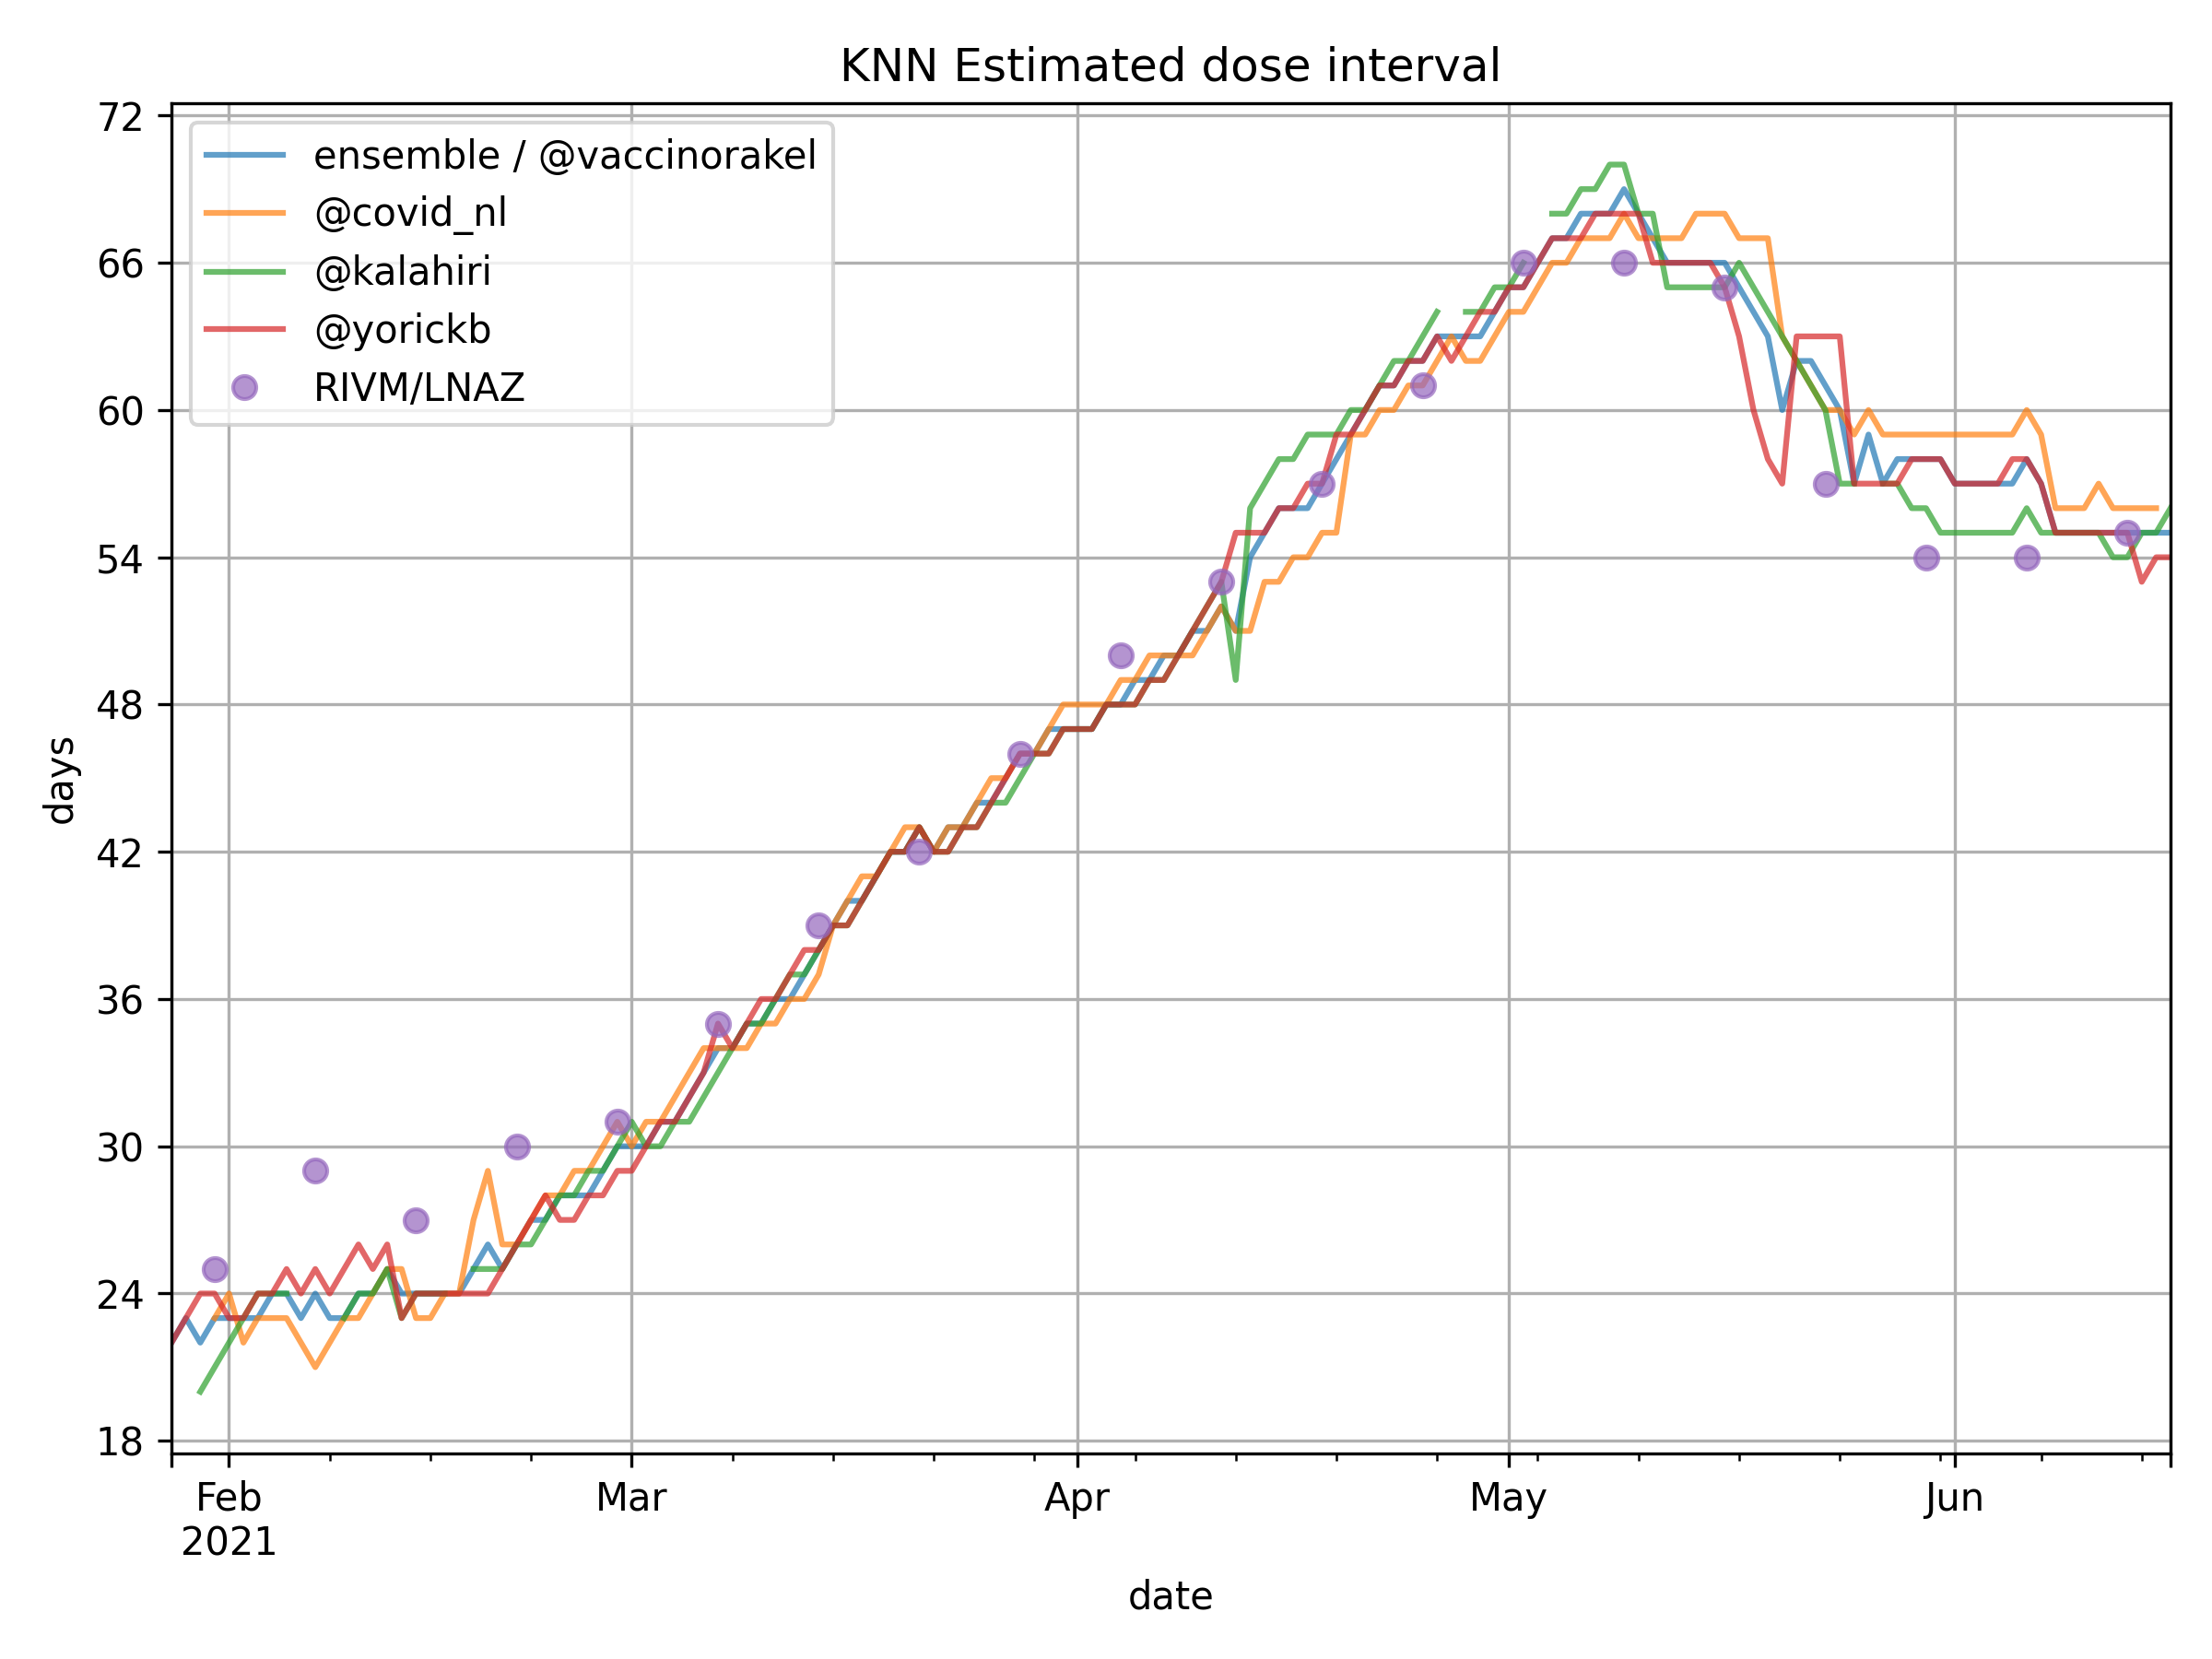 KNN Estimated dose interval
72
66
60
54
48
42
36
30
24
18
days
ensemble / @vaccinorakel
@covid_nl
@kalahiri
@yorickb
RIVM/LNAZ
Feb Mar Apr May Jun
2021
date